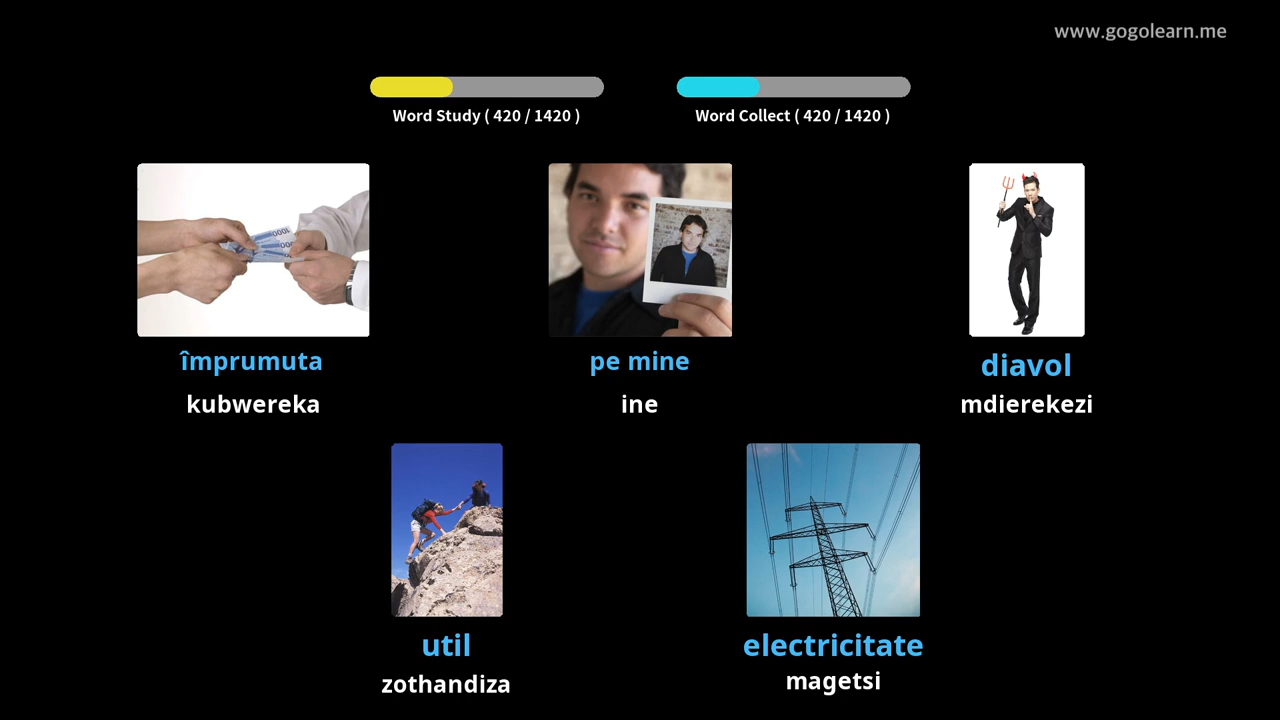 www.gogolearn.me
Word Study ( 420 / 1420 )
Word Collect ( 420 / 1420 )
împrumuta
pe mine
diavol
kubwereka
ine
mdierekezi
util
electricitate
zothandiza
magetsi